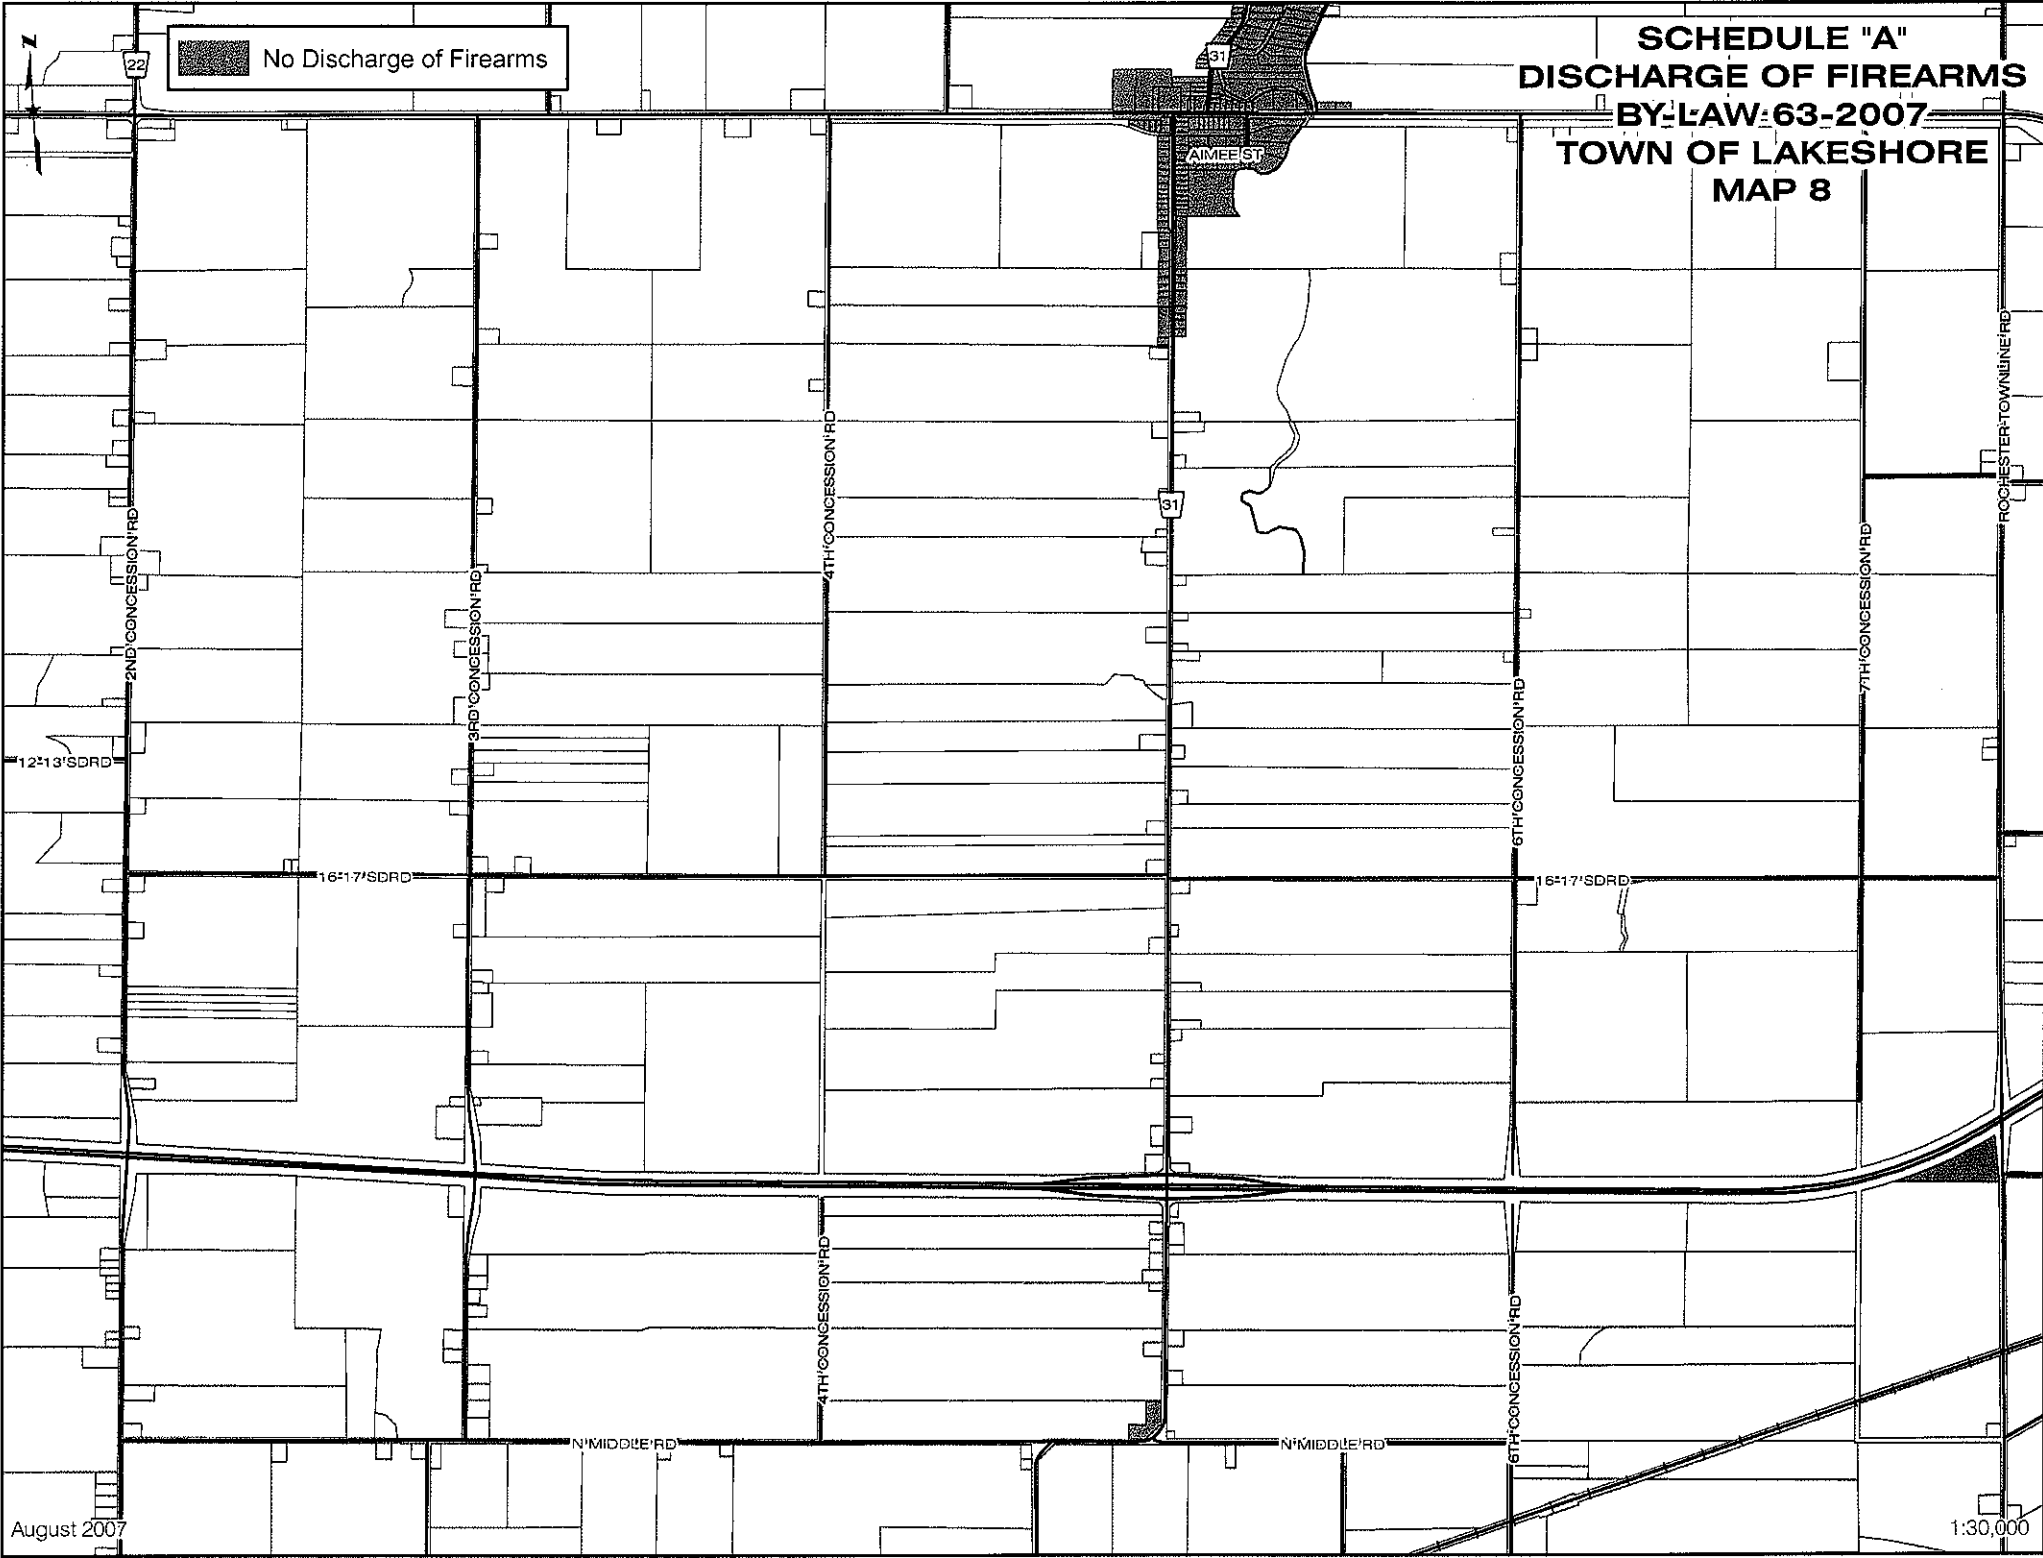 N
22
No Discharge of Firearms
31
SCHEDULE "A"
DISCHARGE OF FIREARMS
BY-LAW 63-2007
TOWN OF LAKESHORE
MAP 8
AIMEE ST
ROCHESTER TOWNLINE RD
4TH CONCESSION RD
31
2ND CONCESSION RD
3RD CONCESSION RD
7TH CONCESSION RD
6TH CONCESSION RD
12-13 SDRD
16-17 SDRD
16-17 SDRD
4TH CONCESSION RD
6TH CONCESSION RD
N MIDDLE RD
N MIDDLE RD
August 2007
1:30,000